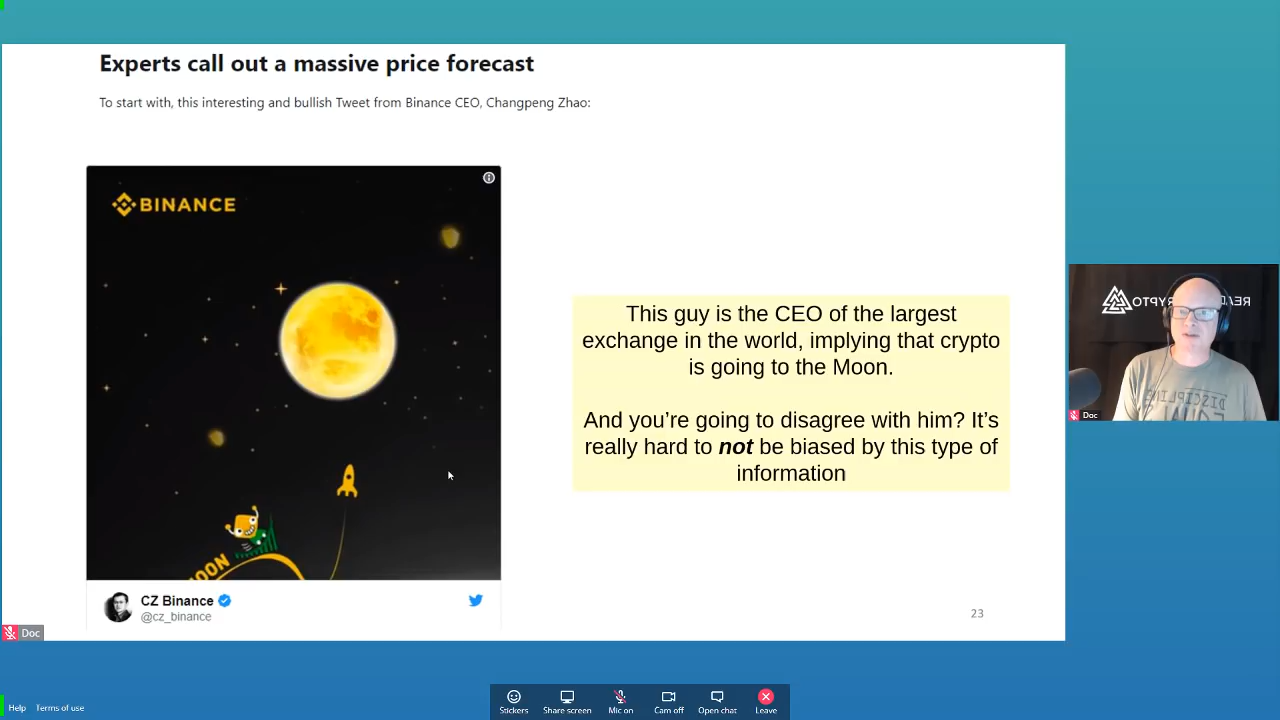 Experts call out a massive price forecast
To start with, this interesting and bullish Tweet from Binance CEO, Changpeng Zhao:
BINANCE
OON
CZ Binance
@cz_binance
This guy is the CEO of the largest
exchange in the world, implying that crypto
is going to the Moon.
And you're going to disagree with him? It's
really hard to not be biased by this type of
information
23
Doc
Doc
Help
Terms of use
Stickers
Share screen
Mic on
Cam off
Open chat
Leave